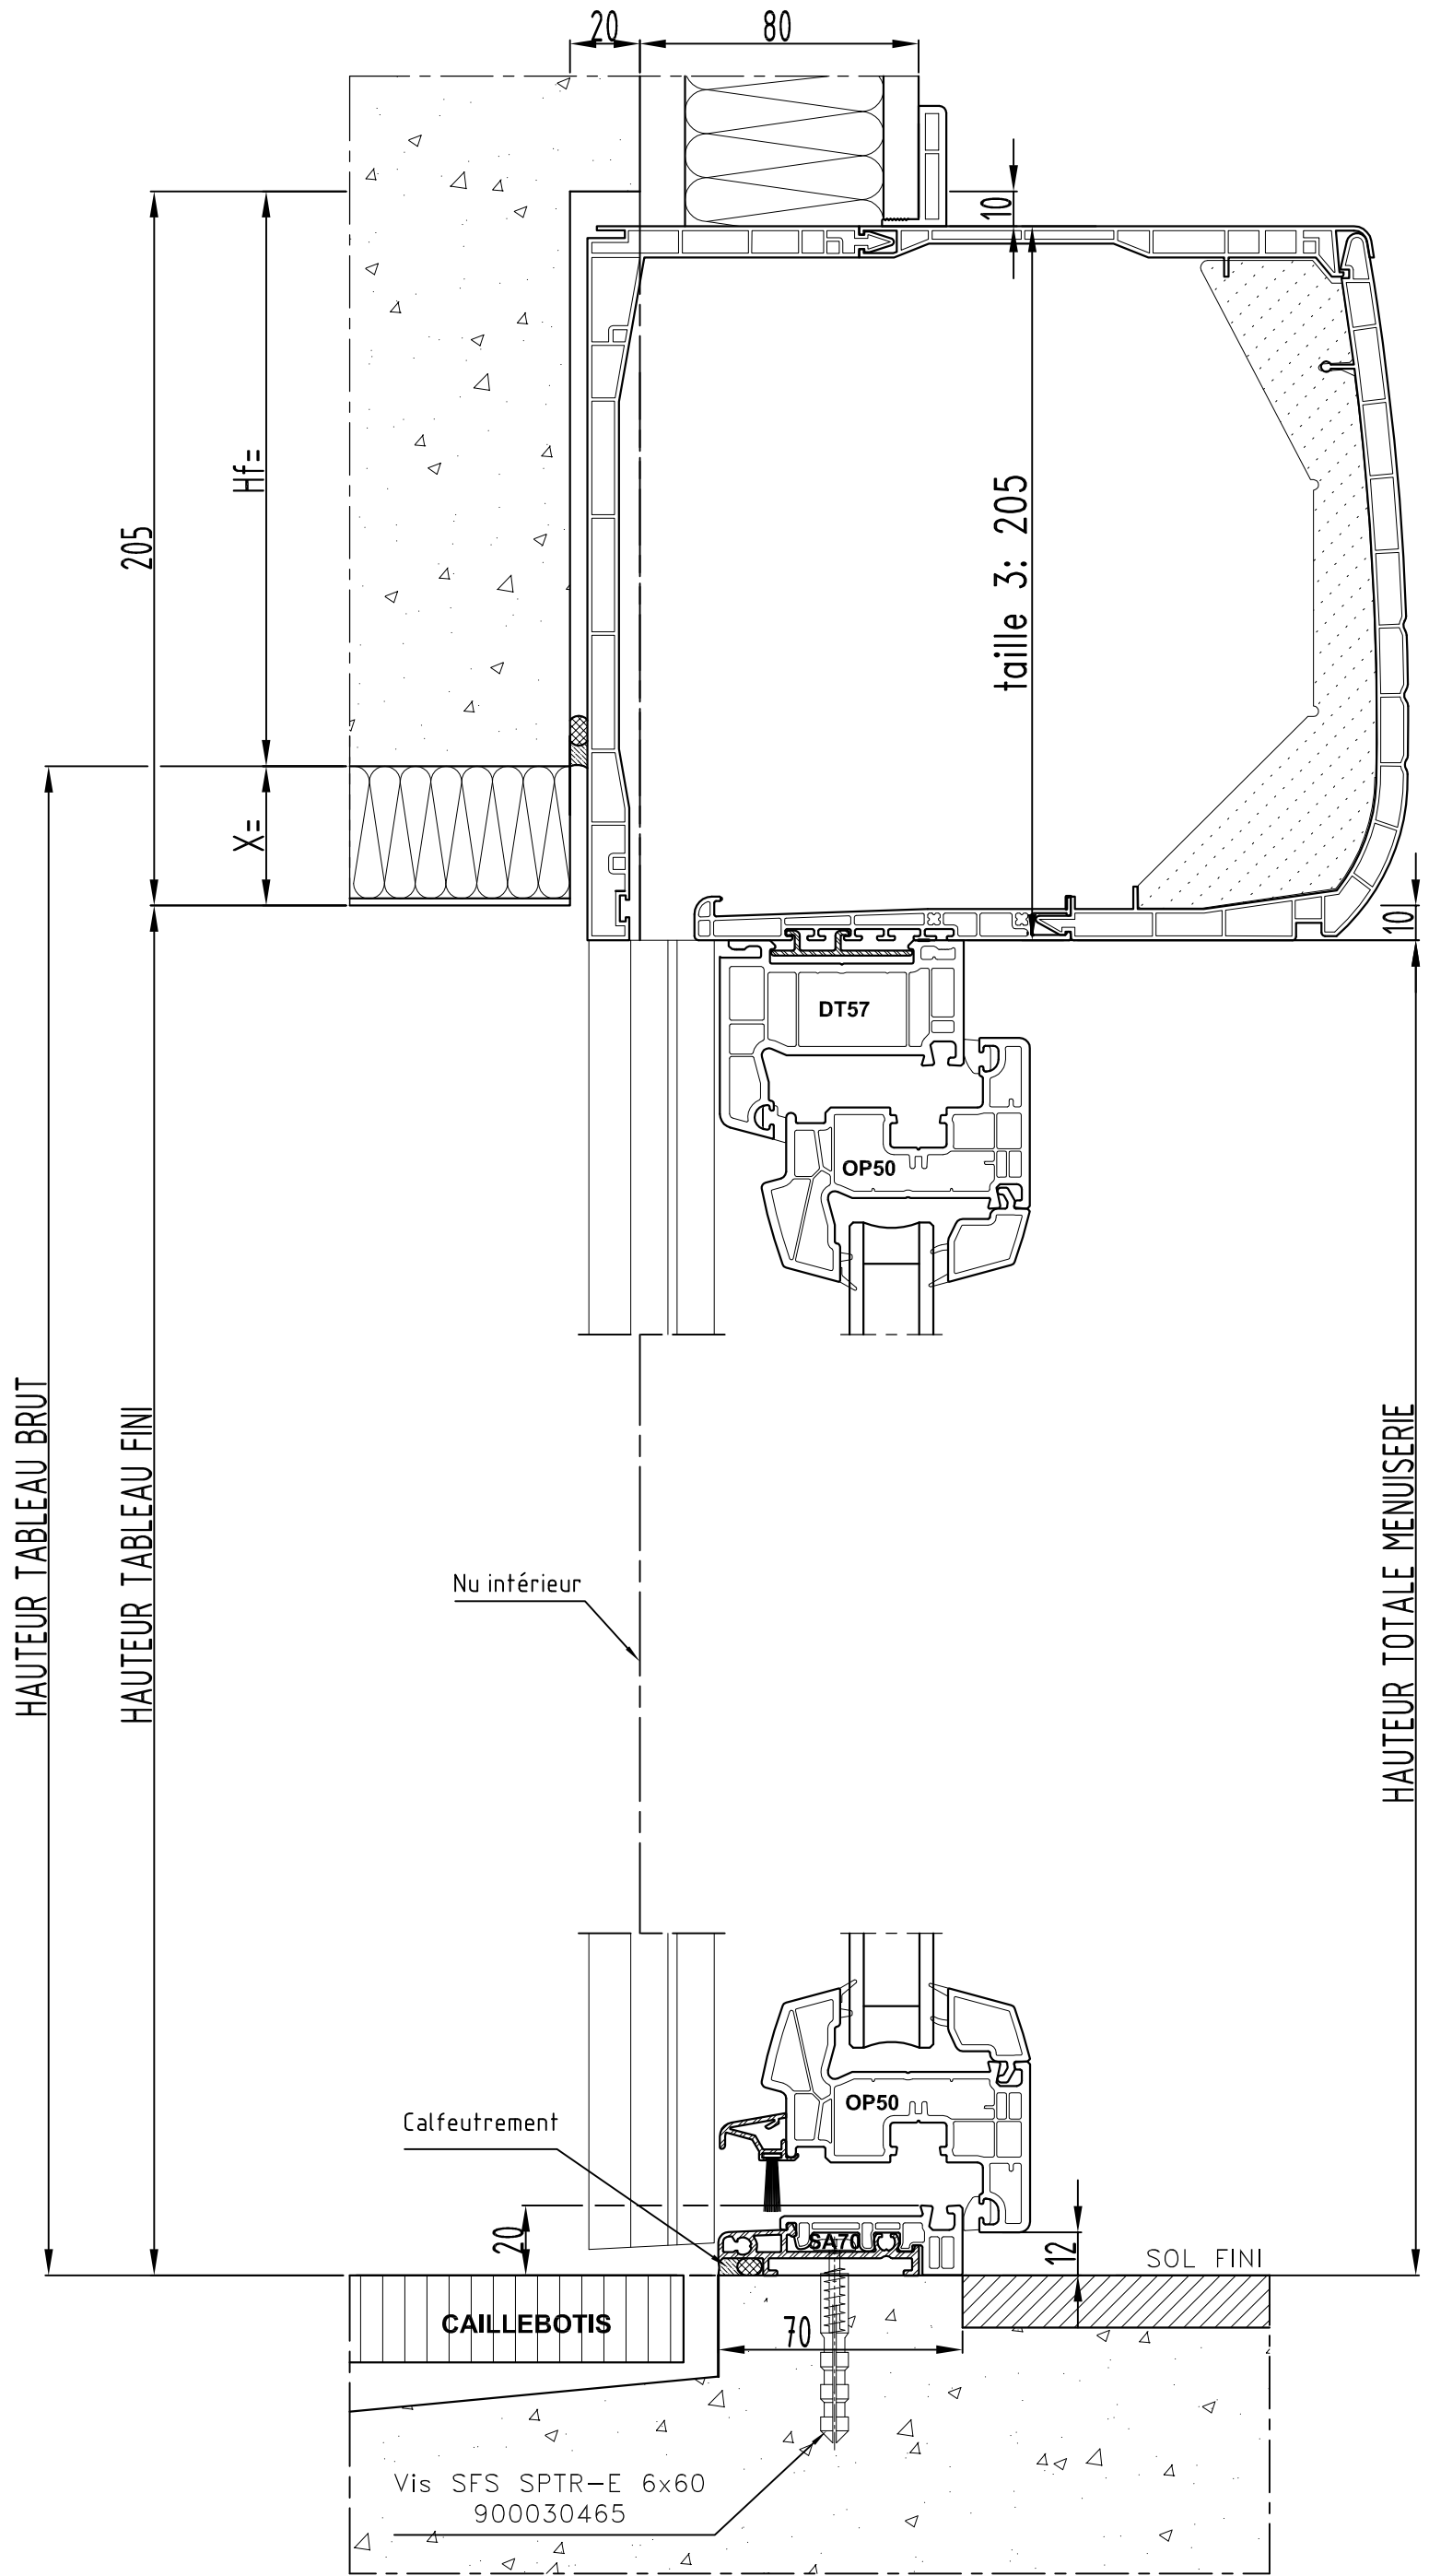 20
80
10
Hf=
205
taille 3: 205
X=
10
DT57
OP50
HAUTEUR TABLEAU BRUT
HAUTEUR TABLEAU FINI
HAUTEUR TOTALE MENUISERIE
Nu intérieur
OP50
Calfeutrement
20
SA70
12
SOL FINI
CAILLEBOTIS
70
Vis SFS SPTR-E 6x60
900030465